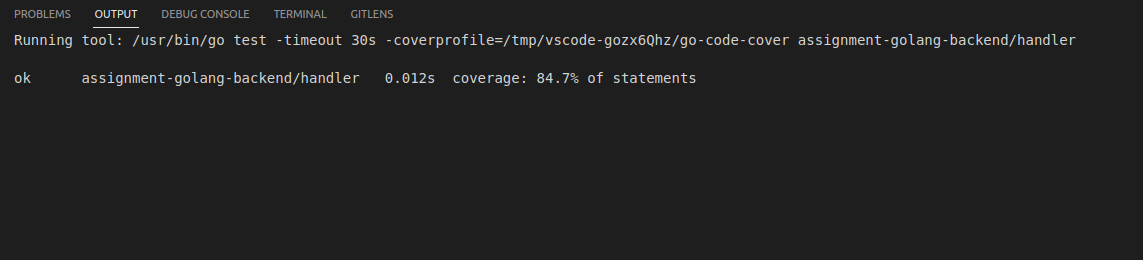 PROBLEMS OUTPUT DEBUG CONSOLE TERMINAL GITLENS
Running tool: /usr/bin/go test -timeout 30s -coverprofile=/tmp/vscode-gozx6Qhz/go-code-cover assignment-golang-backend/handler
ok assignment-golang-backend/handler 0.012s coverage: 84.7% of statements